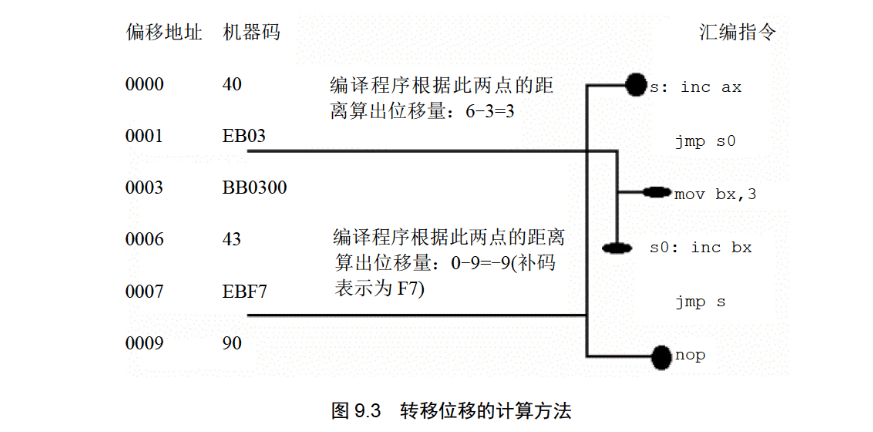 偏移地址 机器码 汇编指令
0000 40 编译程序根据此两点的距 s: inc ax
离算出位移量：6-3=3
0001 EB03 jmp s0
0003 BB0300 mov bx,3
0006 43 编译程序根据此两点的距离 s0: inc bx
算出位移量：0-9=-9(补码
0007 EBF7 表示为 F7) jmp s
0009 90 nop
图 9.3 转移位移的计算方法